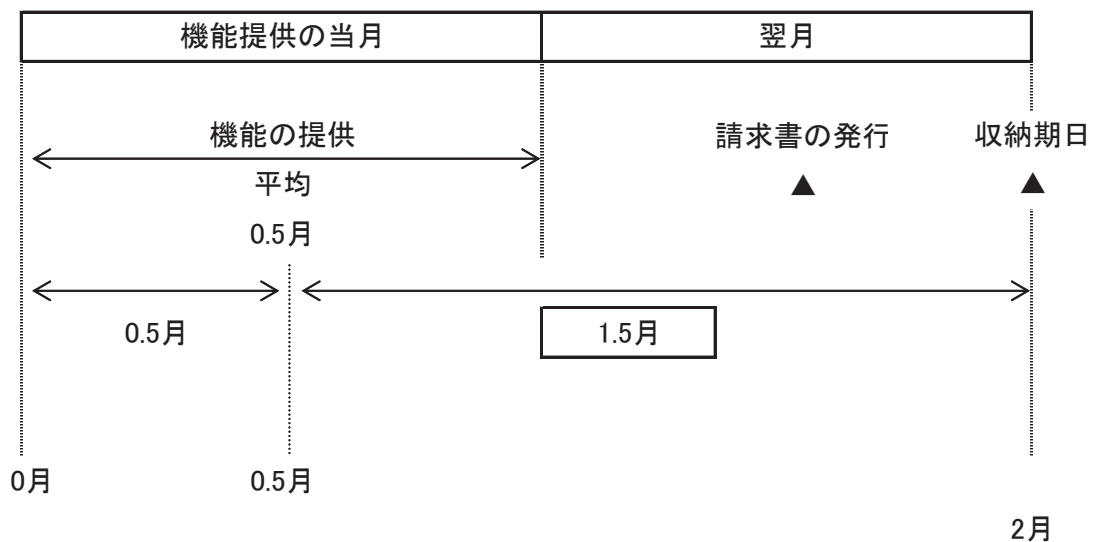 機能提供の当月 翌月
機能の提供 請求書の発行 収納期日
平均 ▲ ▲
0.5月
0.5月 1.5月
0月 0.5月
2月